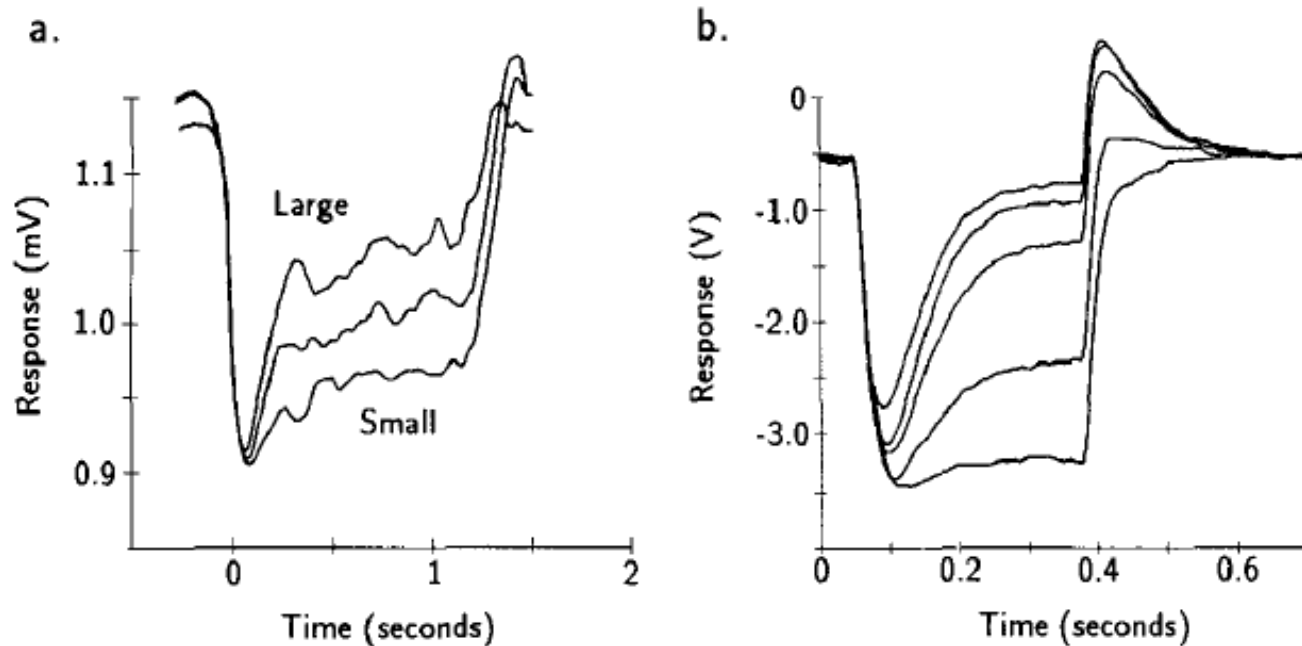 a.
Response (mV)
1.1
1.0
0.9
Large
Small
0
1
2
Time (seconds)
b.
Response (V)
0
-1.0
-2.0
-3.0
0
0.2
0.4
0.6
Time (seconds)